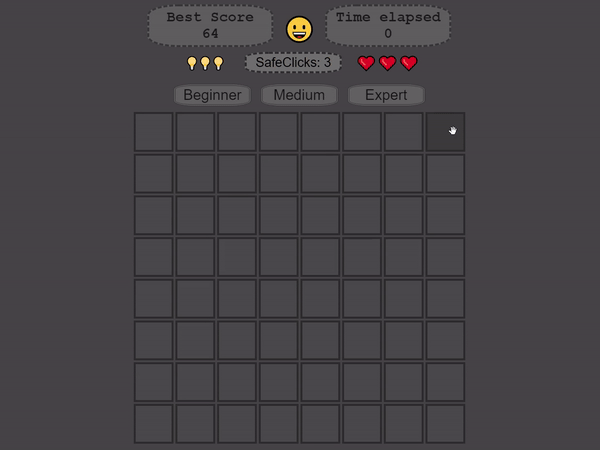 Best Score
64
Time elapsed
0
SafeClicks: 3
Beginner
Medium
Expert